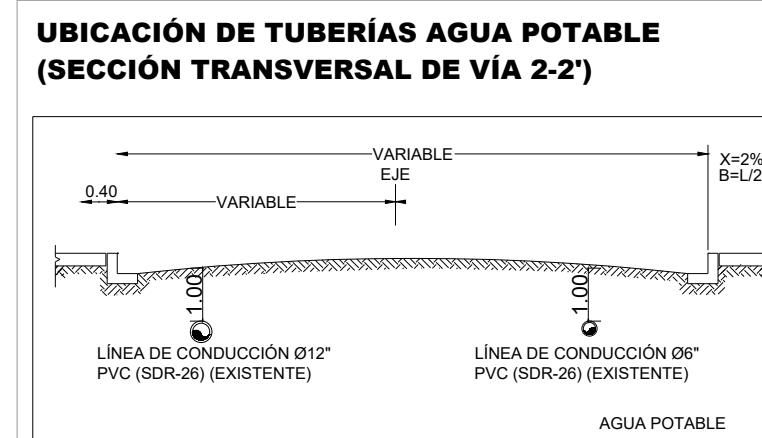 UBICACIÓN DE TUBERÍAS AGUA POTABLE
(SECCIÓN TRANSVERSAL DE VÍA 2-2')
VARIABLE
EJE
X=2%
B=L/2
0.40
VARIABLE
1.00
1.00
LÍNEA DE CONDUCCIÓN Ø12"
PVC (SDR-26) (EXISTENTE)
LÍNEA DE CONDUCCIÓN Ø6"
PVC (SDR-26) (EXISTENTE)
AGUA POTABLE